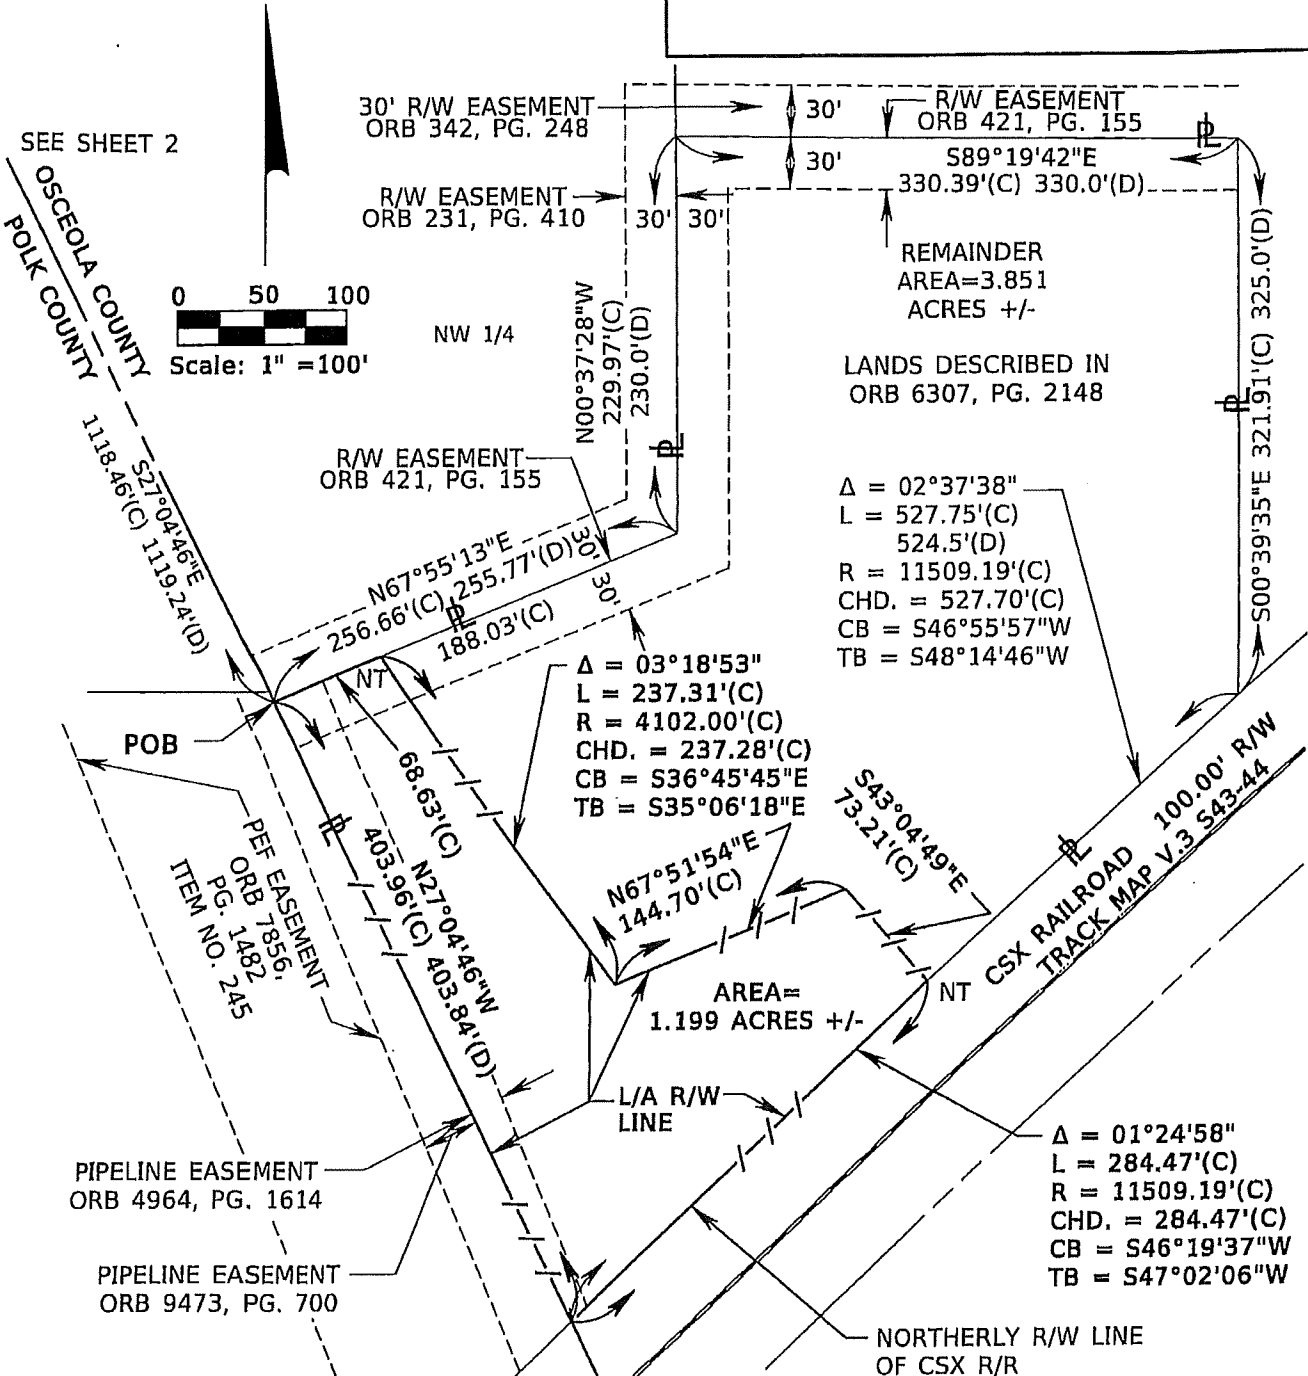 30' R/W EASEMENT
ORB 342, PG. 248
30'
R/W EASEMENT
ORB 421, PG. 155
PL
SEE SHEET 2
S89°19'42"E
330.39'(C) 330.0'(D)
30'
OSCEOLA COUNTY
POLK COUNTY
R/W EASEMENT
ORB 231, PG. 410
30'
30'
REMAINDER
AREA=3.851
ACRES +/-
S00°39'35"E 321.91'(C) 325.0'(D)
PL
0 50 100
Scale: 1" =100'
NW 1/4
N00°37'28"W
229.97'(C)
230.0'(D)
PL
LANDS DESCRIBED IN
ORB 6307, PG. 2148
S27°04'46"E
1118.46'(C) 1119.24'(D)
R/W EASEMENT
ORB 421, PG. 155
Δ = 02°37'38"
L = 527.75'(C)
524.5'(D)
R = 11509.19'(C)
CHD. = 527.70'(C)
CB = S46°55'57"W
TB = S48°14'46"W
N67°55'13"E
256.66'(C) 255.77'(D)
30'
30'
PL
188.03'(C)
NT
Δ = 03°18'53"
L = 237.31'(C)
R = 4102.00'(C)
CHD. = 237.28'(C)
CB = S36°45'45"E
TB = S35°06'18"E
POB
68.63'(C)
PL
S43°04'49"E
73.21'(C)
100.00' R/W
PL
CSX RAILROAD
TRACK MAP V.3 S43-44
PEF EASEMENT
ORB 7856,
PG. 1482
ITEM NO. 245
N27°04'46"W
403.96'(C) 403.84'(D)
N67°51'54"E
144.70'(C)
AREA=
1.199 ACRES +/-
NT
L/A R/W
LINE
PIPELINE EASEMENT
ORB 4964, PG. 1614
Δ = 01°24'58"
L = 284.47'(C)
R = 11509.19'(C)
CHD. = 284.47'(C)
CB = S46°19'37"W
TB = S47°02'06"W
PIPELINE EASEMENT
ORB 9473, PG. 700
NORTHERLY R/W LINE
OF CSX R/R